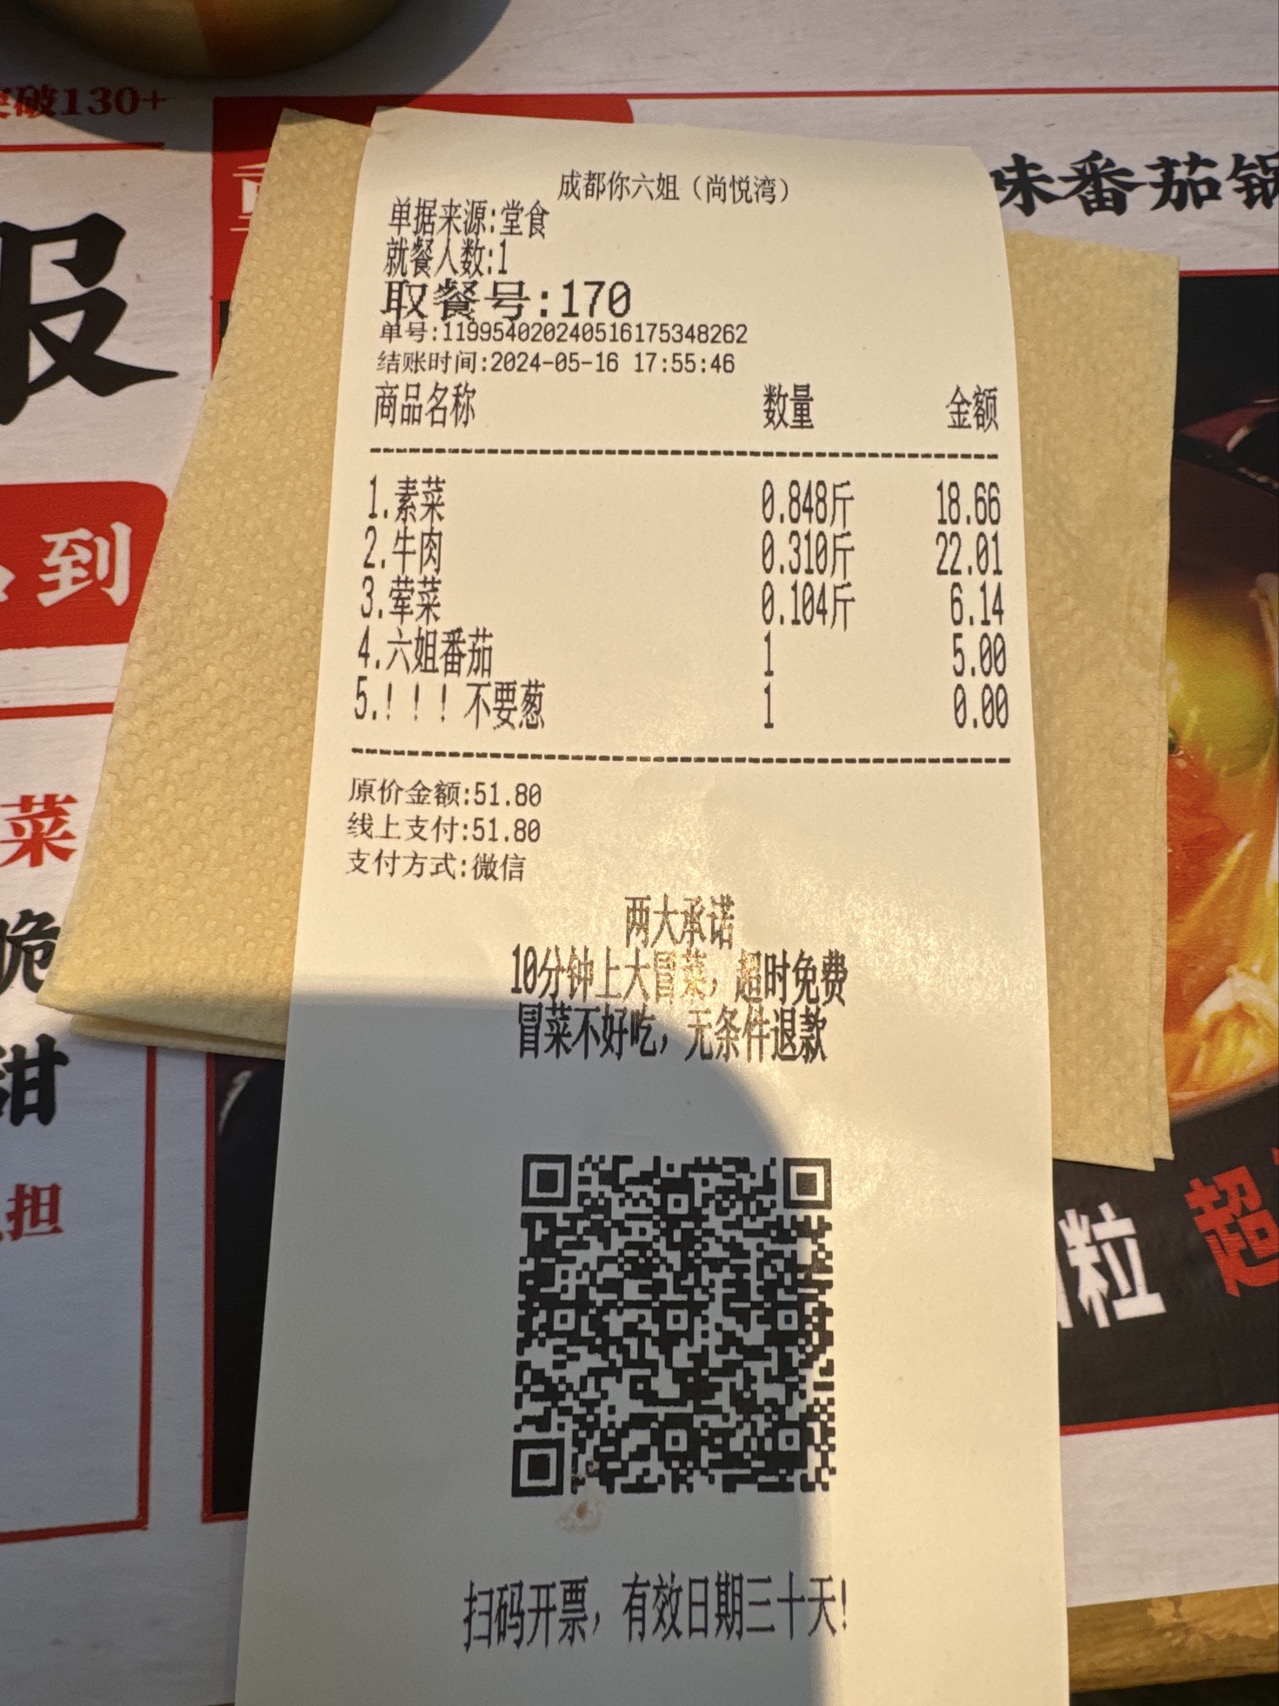 突破130+
味番茄锅
成都你六姐（尚悦湾）
单据来源:堂食
就餐人数:1
取餐号:170
单号:119954020240516175348262
结账时间:2024-05-16 17:55:46
商品名称 数量 金额
1.素菜 0.848斤 18.66
2.牛肉 0.310斤 22.01
3.荤菜 0.104斤 6.14
4.六姐番茄 1 5.00
5.!!! 不要葱 1 0.00
原价金额:51.80
线上支付:51.80
支付方式:微信
两大承诺
10分钟上大冒菜，超时免费
冒菜不好吃，无条件退款
扫码开票，有效日期三十天!
到
菜
脆
甜
担
粒 超